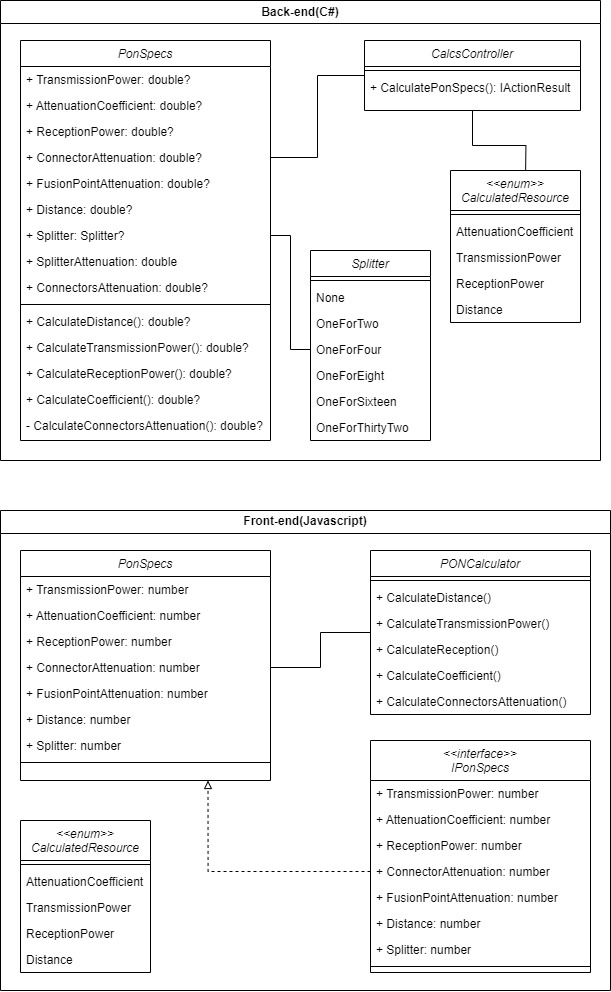 Back-end(C#)
PonSpecs
+ TransmissionPower: double?
+ AttenuationCoefficient: double?
+ ReceptionPower: double?
+ ConnectorAttenuation: double?
+ FusionPointAttenuation: double?
+ Distance: double?
+ Splitter: Splitter?
+ SplitterAttenuation: double
+ ConnectorsAttenuation: double?
+ CalculateDistance(): double?
+ CalculateTransmissionPower(): double?
+ CalculateReceptionPower(): double?
+ CalculateCoefficient(): double?
- CalculateConnectorsAttenuation(): double?
CalcsController
+ CalculatePonSpecs(): IActionResult
<<enum>>
CalculatedResource
AttenuationCoefficient
TransmissionPower
ReceptionPower
Distance
Splitter
None
OneForTwo
OneForFour
OneForEight
OneForSixteen
OneForThirtyTwo
Front-end(Javascript)
PonSpecs
+ TransmissionPower: number
+ AttenuationCoefficient: number
+ ReceptionPower: number
+ ConnectorAttenuation: number
+ FusionPointAttenuation: number
+ Distance: number
+ Splitter: number
PONCalculator
+ CalculateDistance()
+ CalculateTransmissionPower()
+ CalculateReception()
+ CalculateCoefficient()
+ CalculateConnectorsAttenuation()
<<interface>>
IPonSpecs
+ TransmissionPower: number
+ AttenuationCoefficient: number
+ ReceptionPower: number
+ ConnectorAttenuation: number
+ FusionPointAttenuation: number
+ Distance: number
+ Splitter: number
<<enum>>
CalculatedResource
AttenuationCoefficient
TransmissionPower
ReceptionPower
Distance